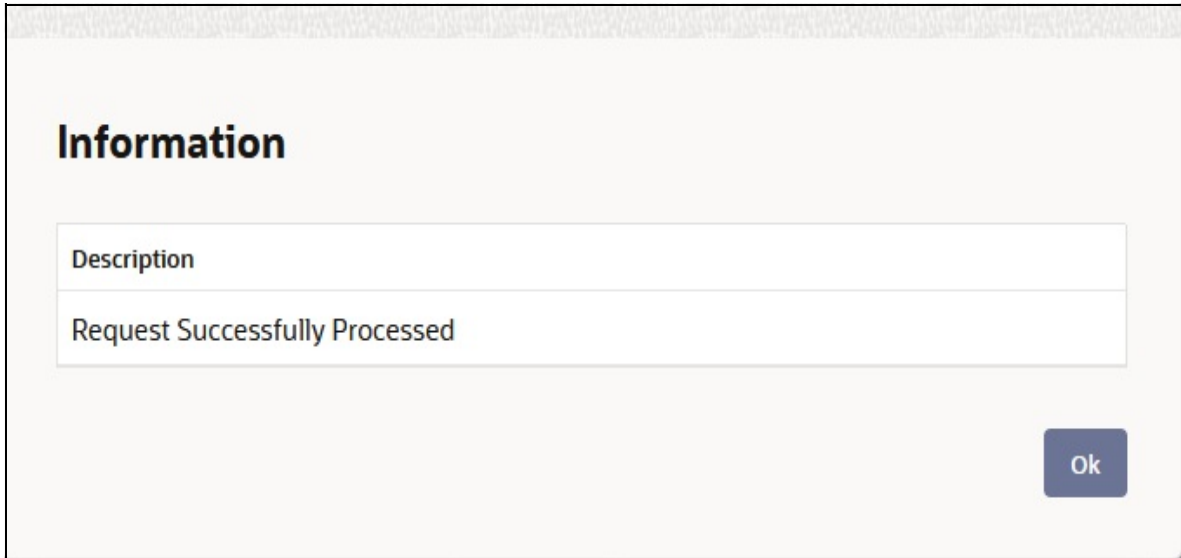 Information
Description
Request Successfully Processed
Ok